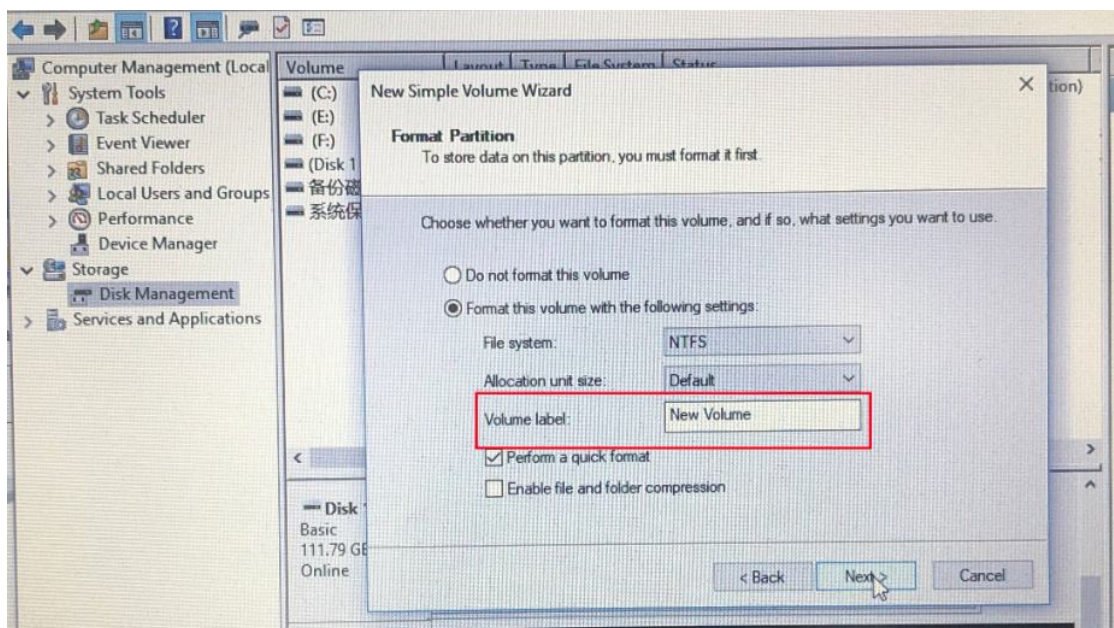 Computer Management (Local
System Tools
Task Scheduler
Event Viewer
Shared Folders
Local Users and Groups
Performance
Device Manager
Storage
Disk Management
Services and Applications
Volume
Layout
Type
File System
Status
(C:)
(E:)
(F:)
(Disk 1
备份磁
系统保
tion)
New Simple Volume Wizard
Format Partition
To store data on this partition, you must format it first.
Choose whether you want to format this volume, and if so, what settings you want to use.
Do not format this volume
Format this volume with the following settings:
File system: NTFS
Allocation unit size: Default
Volume label: New Volume
Perform a quick format
Enable file and folder compression
< Back
Next >
Cancel
Disk
Basic
111.79 GB
Online